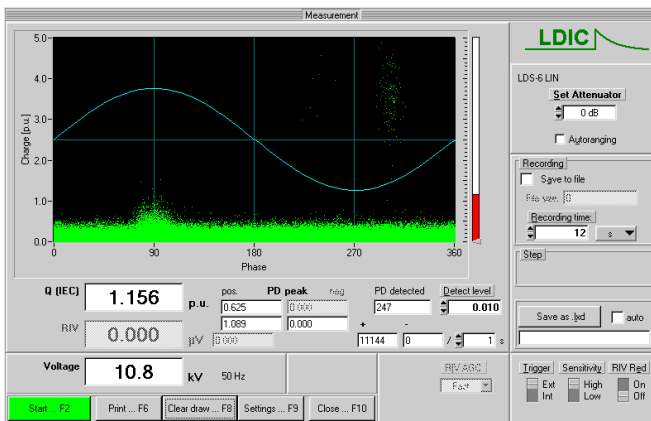 Measurement
LDIC
LDS-6 LIN
Set Attenuator
0 dB
Autoranging
5.0-
4.0-
3.0-
2.0-
1.0-
0.0-
Charge [p.u.]
0 90 180 270 360
Phase
Recording
Save to file
File size: 0
Recording time:
12 s
Step
Save as .lxd auto
Q (IEC) 1.156 p.u.
RIV 0.000 µV
pos. PD peak neg
0.625 0.000
1.089 0.000
0.000
PD detected
247
Detect level
0.010
+ -
11144 0 / 1 s
Voltage 10.8 kV 50 Hz
RIV AGC
Fast
Trigger Sensitivity RIV Red
Ext High On
Int Low Off
Start ... F2 Print ... F6 Clear draw ... F8 Settings ... F9 Close ... F10